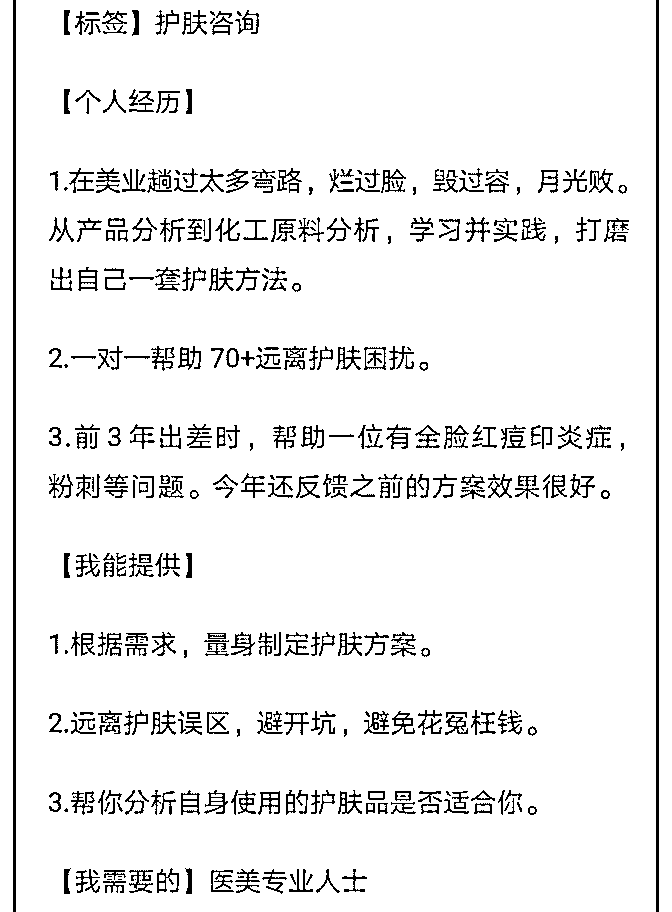 【标签】护肤咨询
【个人经历】
1.在美业趟过太多弯路，烂过脸，毁过容，月光败。
从产品分析到化工原料分析，学习并实践，打磨
出自己一套护肤方法。
2.一对一帮助 70+远离护肤困扰。
3.前 3 年出差时，帮助一位有全脸红痘印炎症，
粉刺等问题。今年还反馈之前的方案效果很好。
【我能提供】
1.根据需求，量身制定护肤方案。
2.远离护肤误区，避开坑，避免花冤枉钱。
3.帮你分析自身使用的护肤品是否适合你。
【我需要的】医美专业人士